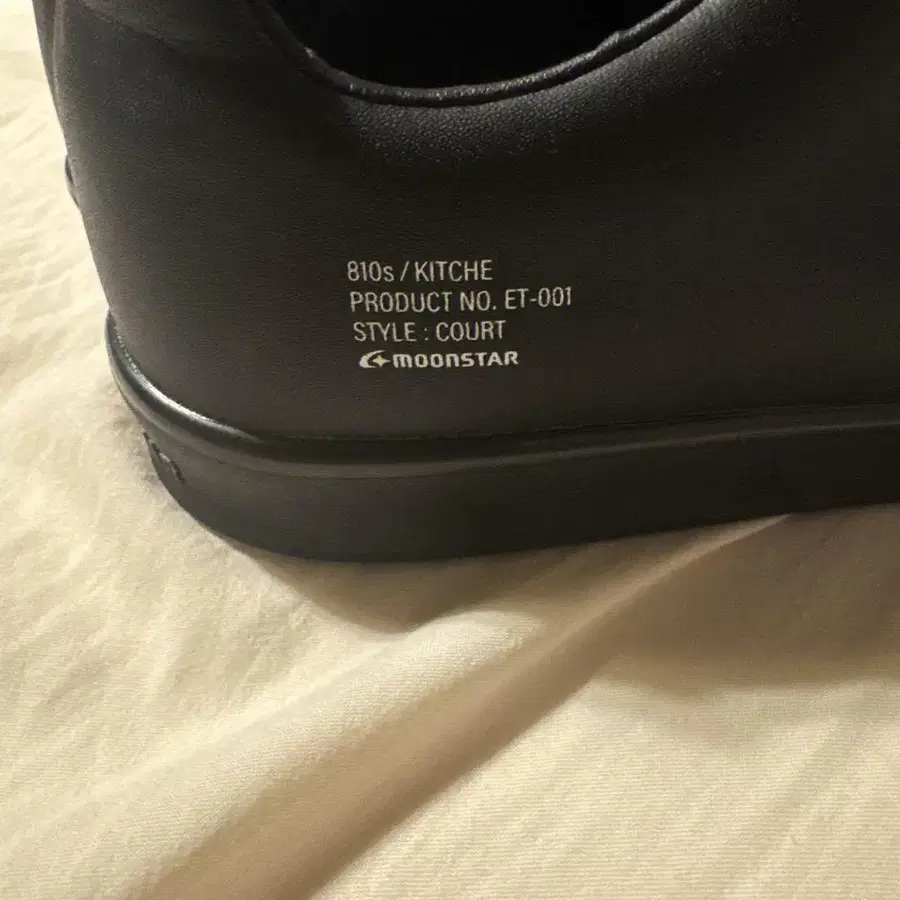 810s / KITCHE
PRODUCT NO. ET-001
STYLE : COURT
MOONSTAR